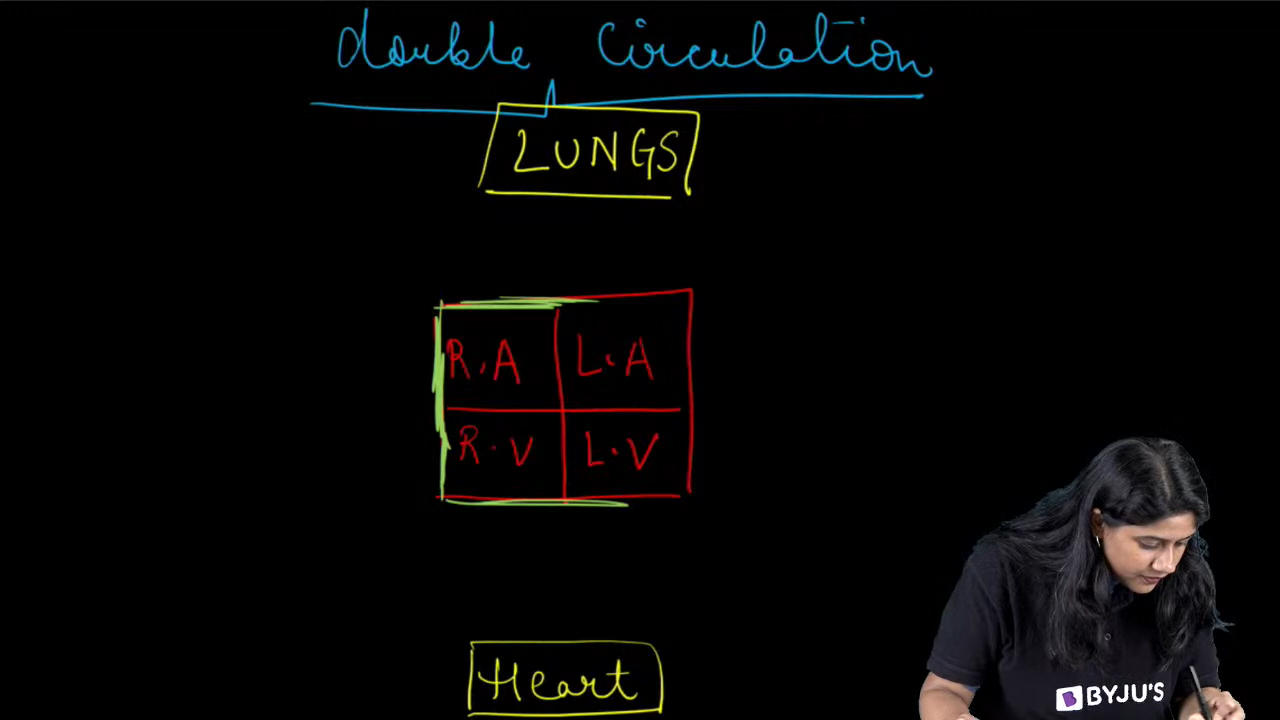 double Circulation
LUNGS
R.A L.A
R.V L.V
Heart
BYJU'S